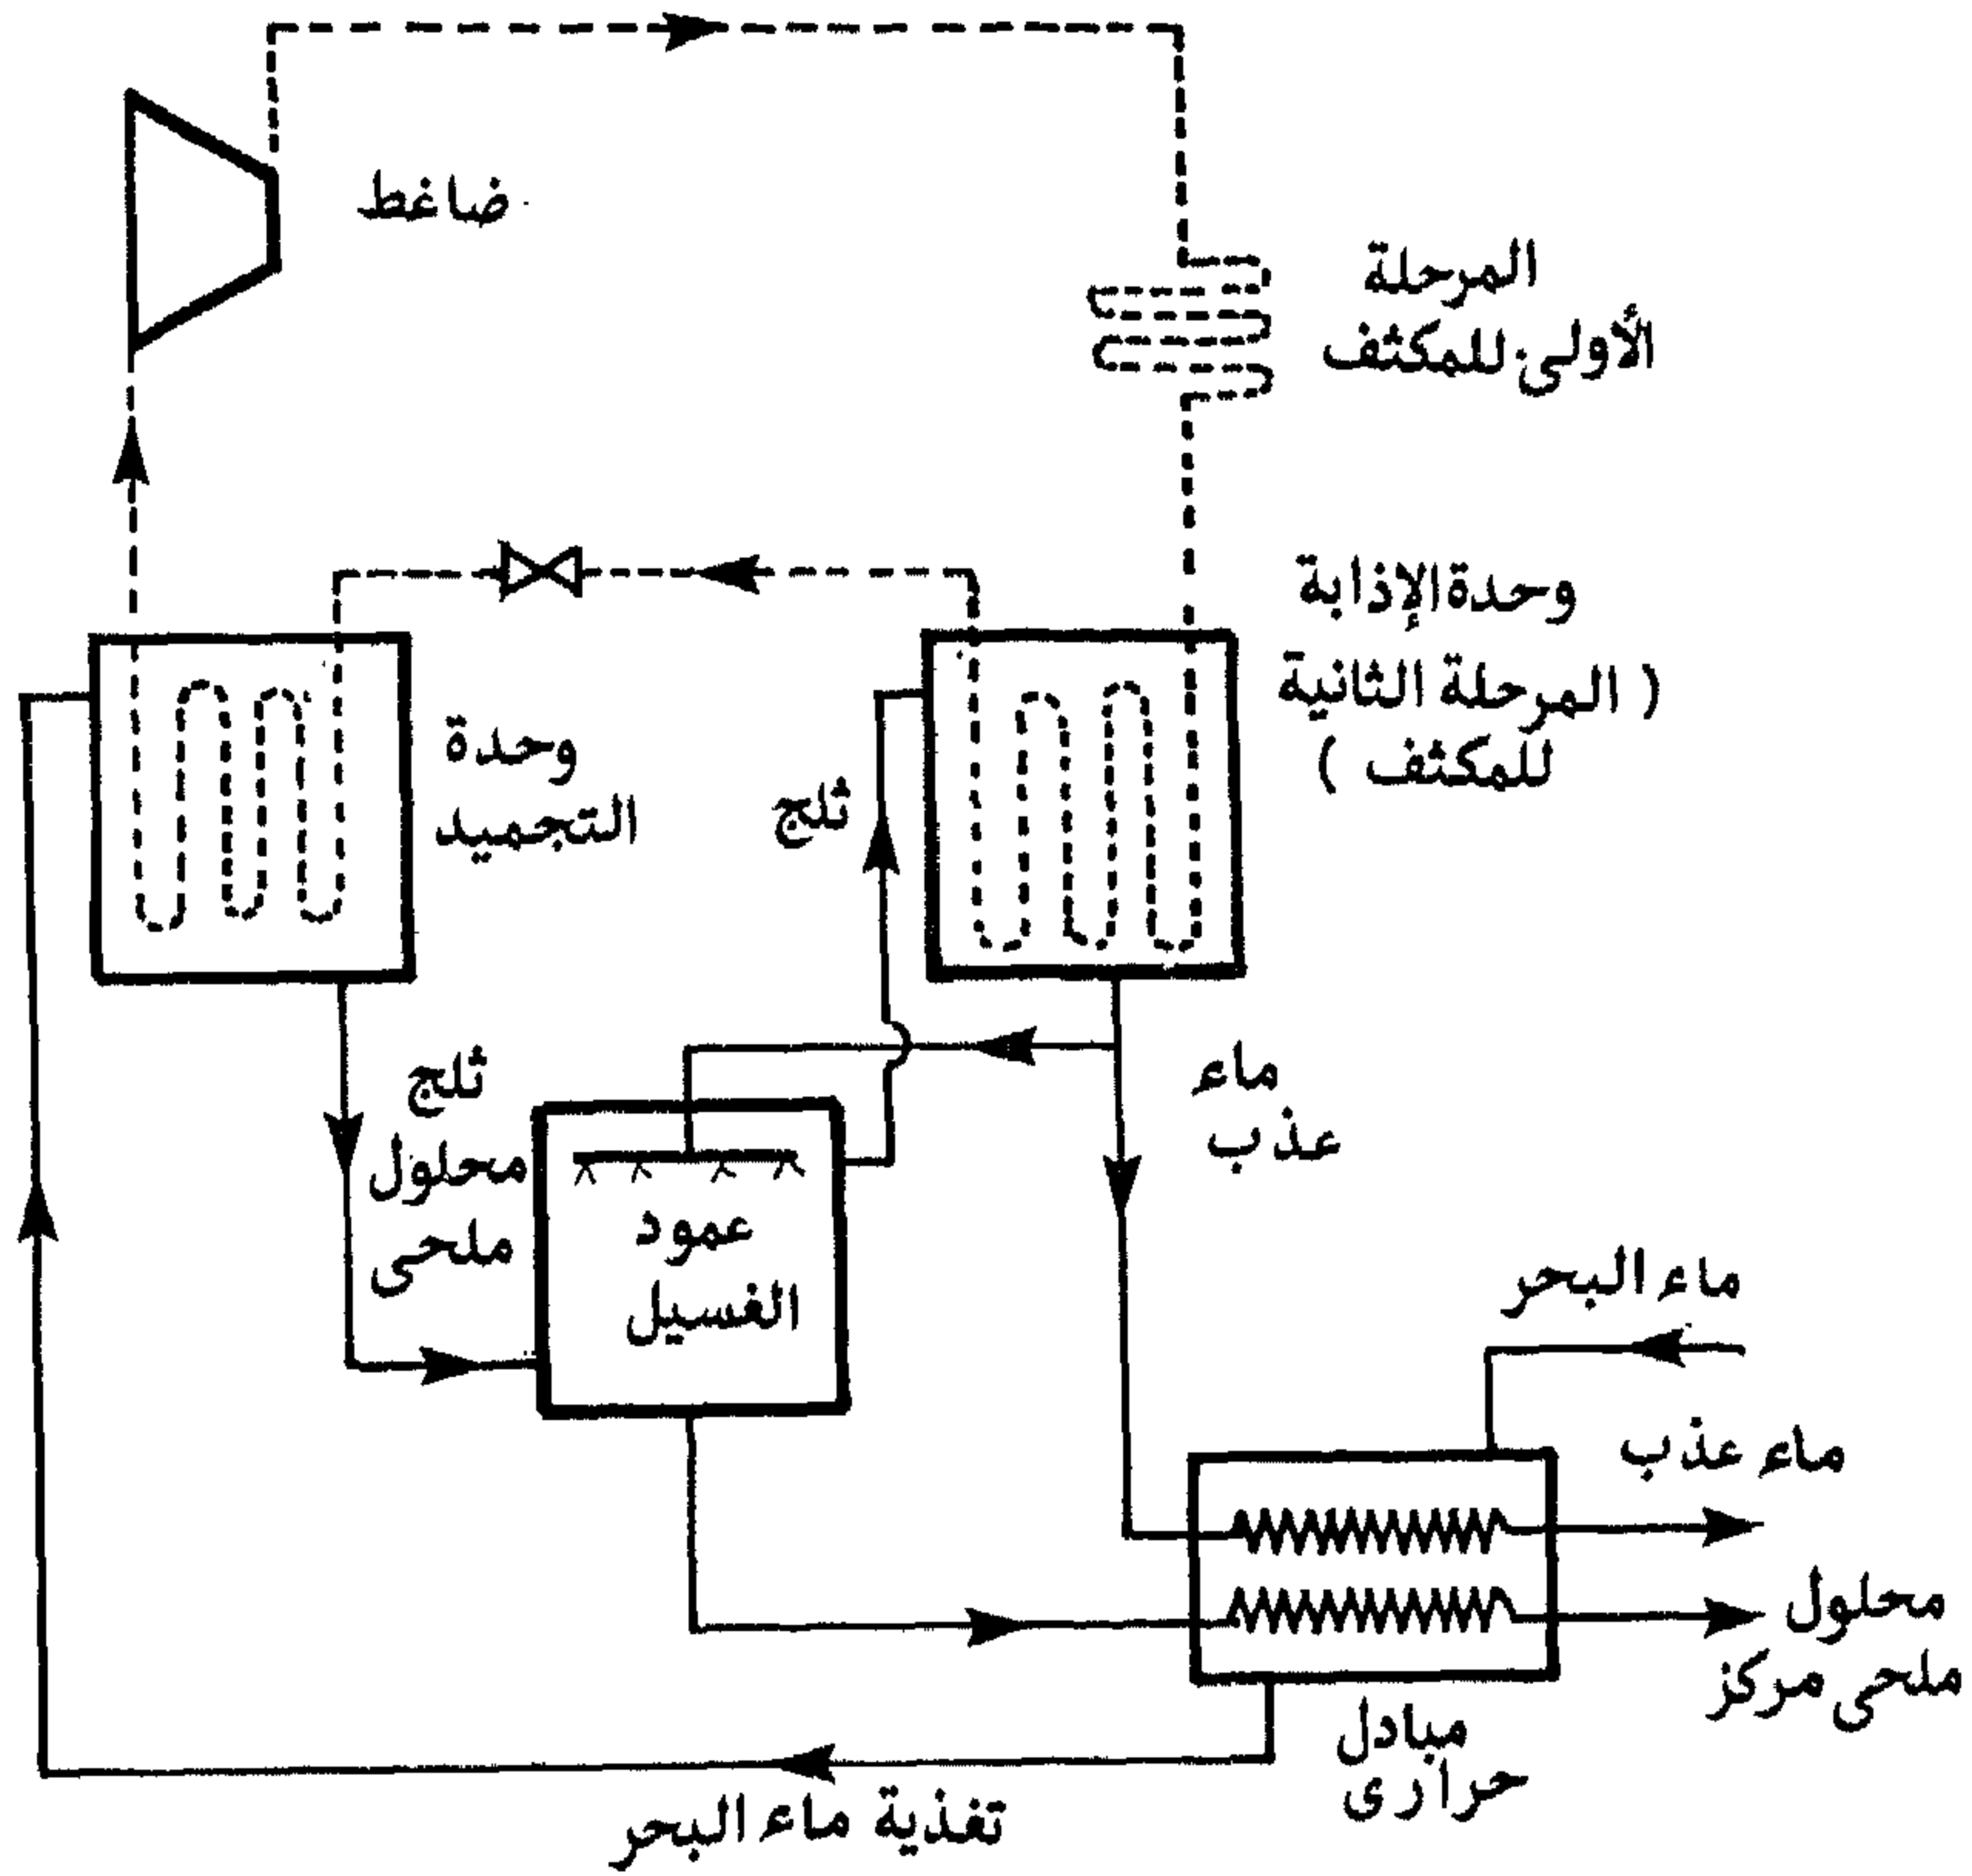 ضاغط
المرحلة
الأولى للمكثف
وحدة الإذابة
( المرحلة الثانية
للمكثف )
وحدة
التجميد
ثلج
ثلج
محلول
ملحى
ماء
عذب
عمود
الغسيل
ماء البحر
ماء عذب
محلول
ملحى مركز
مبادل
حرارى
تغذية ماء البحر